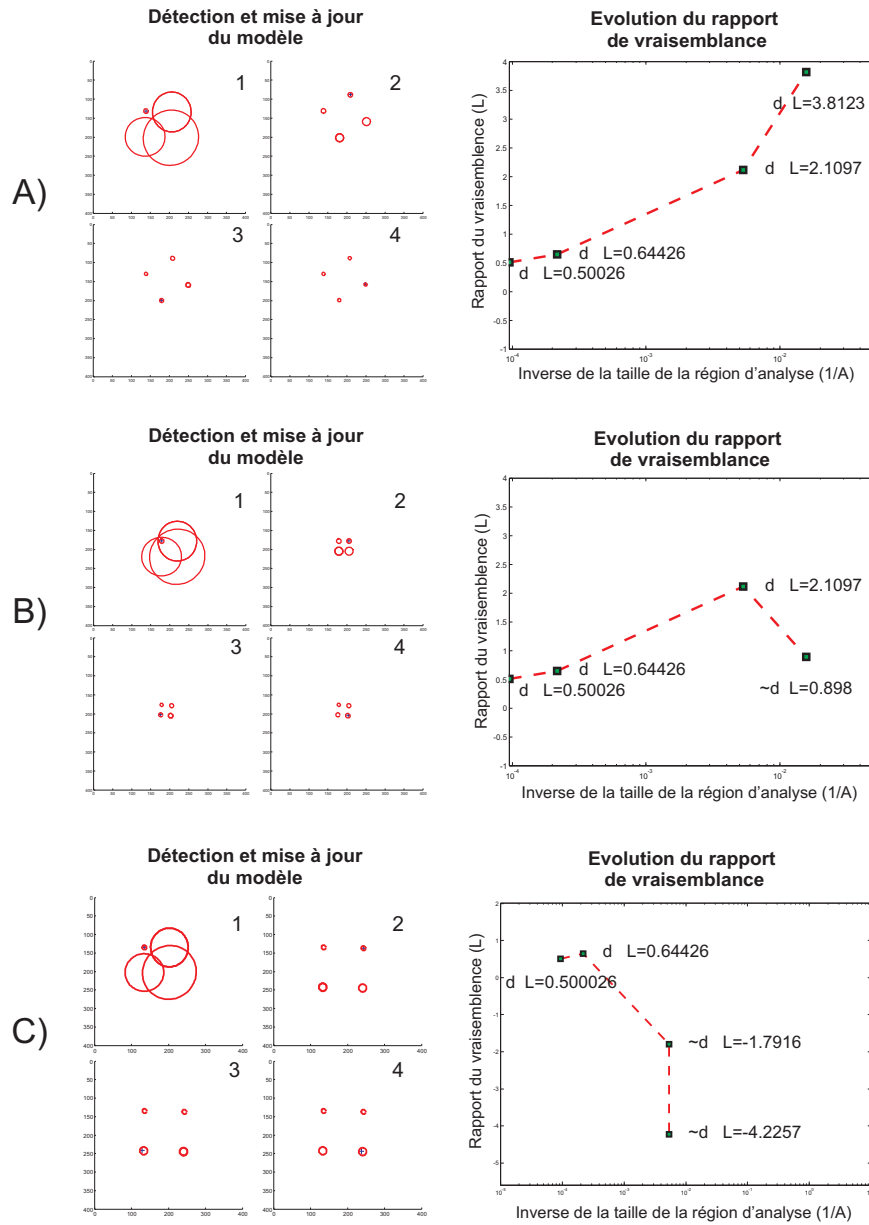 Détection et mise à jour
du modèle
Evolution du rapport
de vraisemblance
A)
1
2
3
4
d L=3.8123
d L=2.1097
d L=0.64426
d L=0.50026
Rapport du vraisemblence (L)
Inverse de la taille de la région d'analyse (1/A)
Détection et mise à jour
du modèle
Evolution du rapport
de vraisemblance
B)
1
2
3
4
d L=2.1097
d L=0.64426
d L=0.50026
~d L=0.898
Rapport du vraisemblence (L)
Inverse de la taille de la région d'analyse (1/A)
Détection et mise à jour
du modèle
Evolution du rapport
de vraisemblance
C)
1
2
3
4
d L=0.64426
d L=0.500026
~d L=-1.7916
~d L=-4.2257
Rapport du vraisemblence (L)
Inverse de la taille de la région d'analyse (1/A)